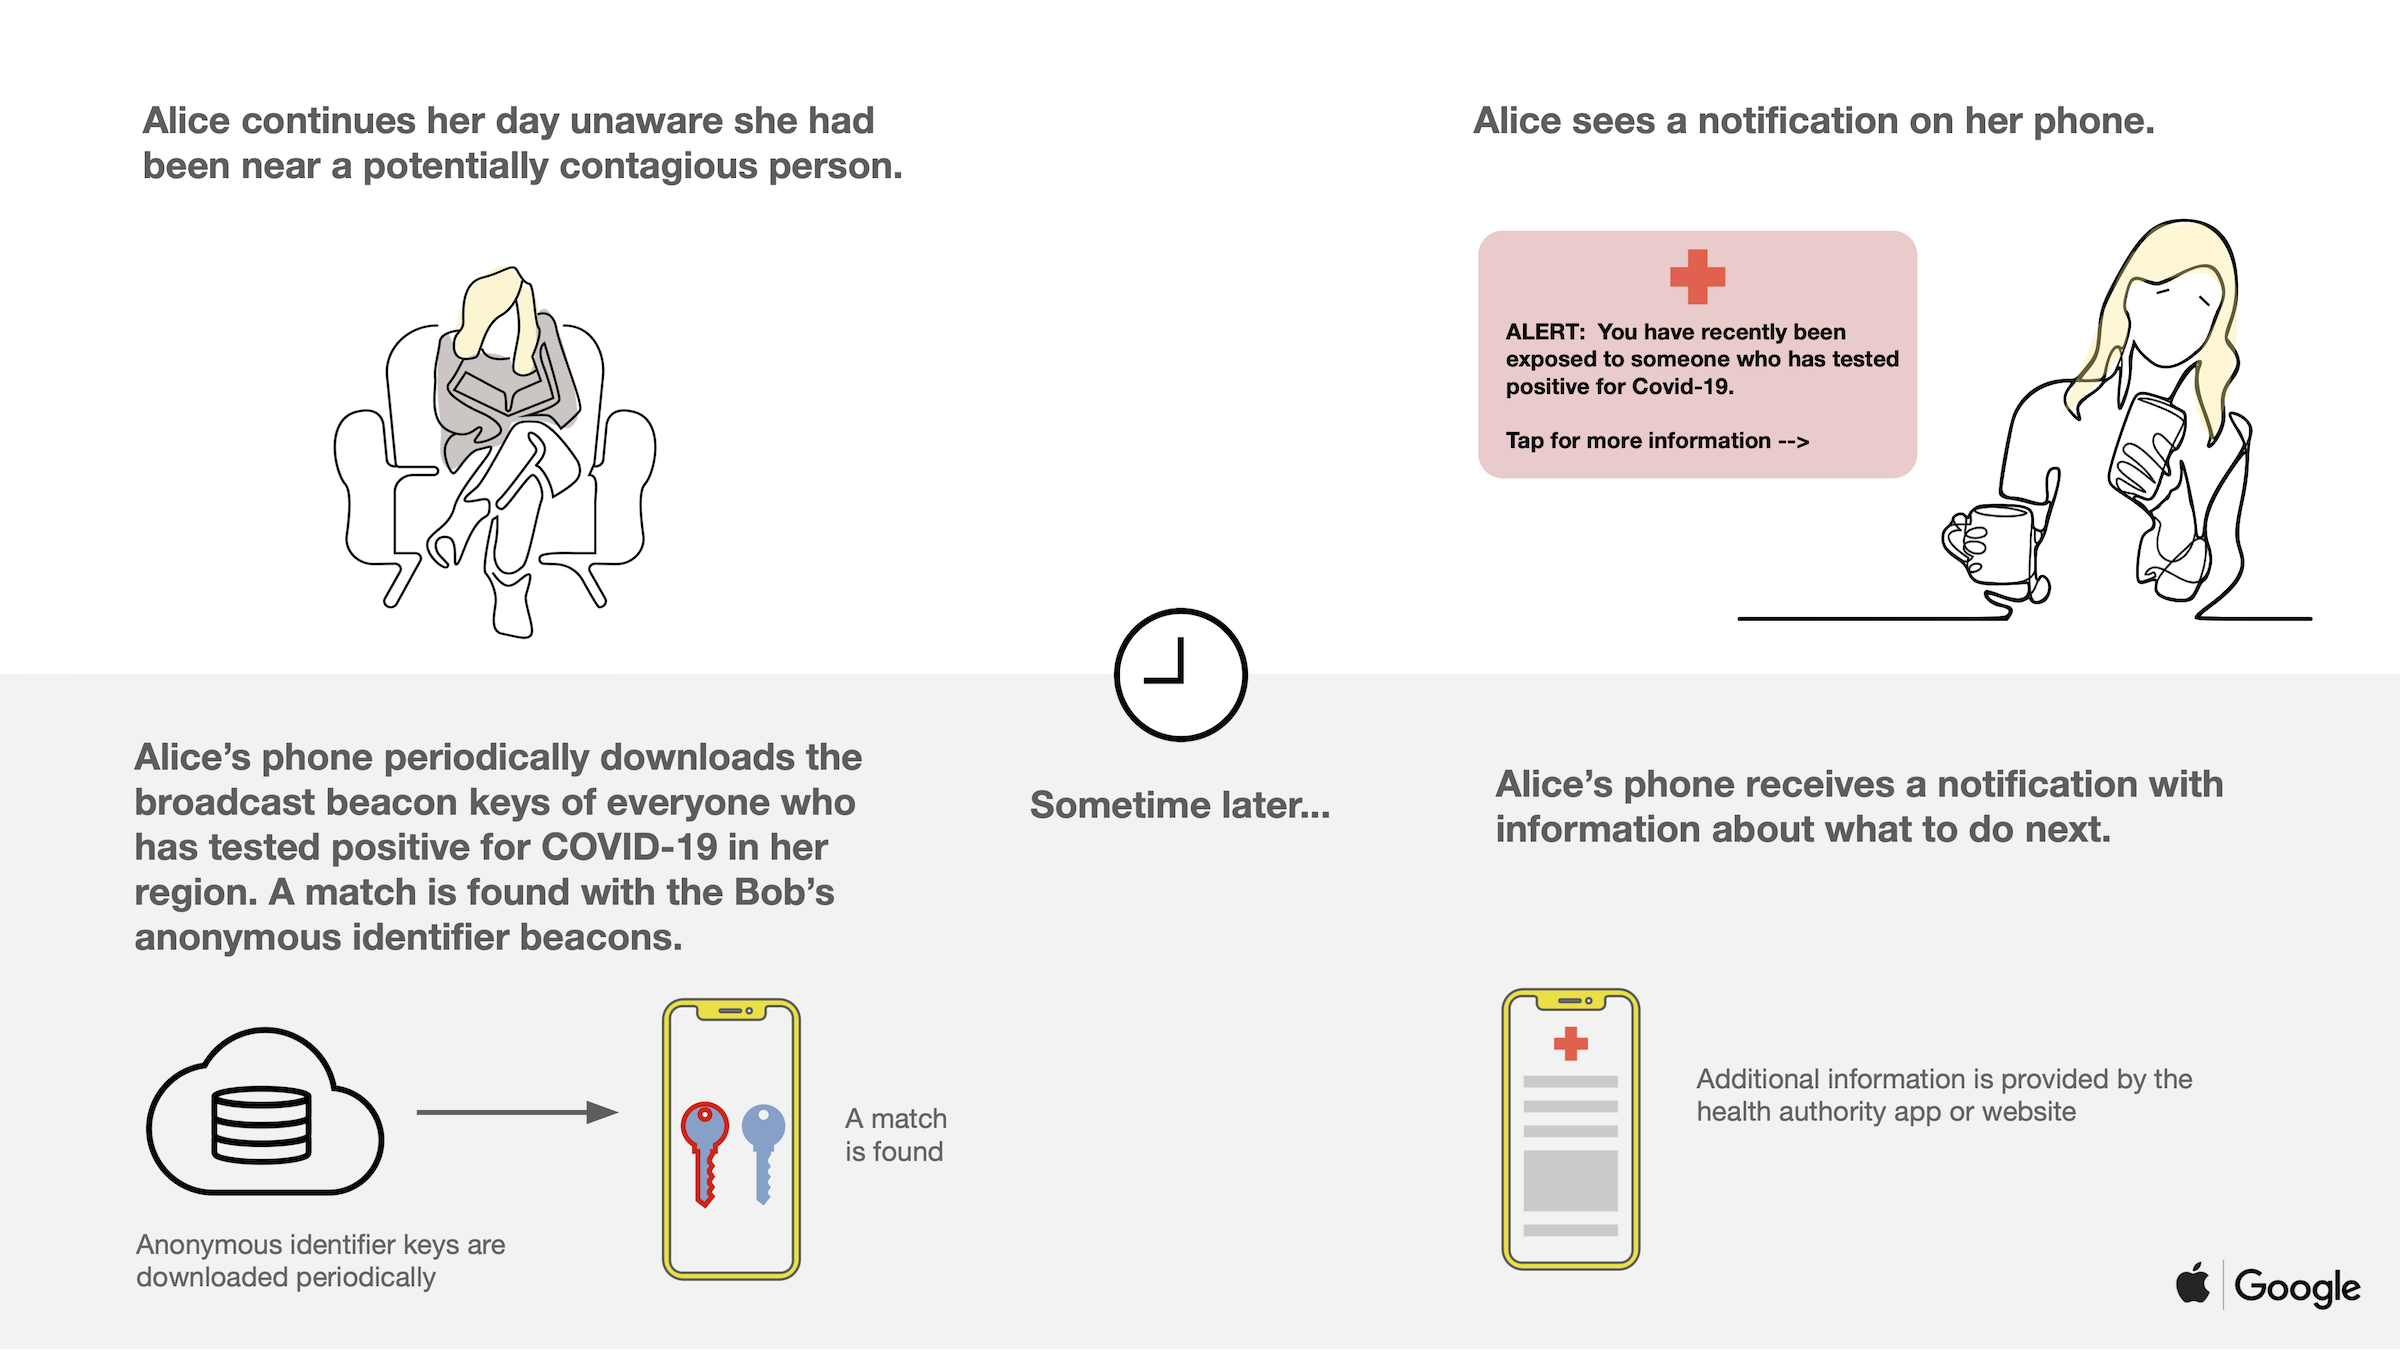 Alice continues her day unaware she had
been near a potentially contagious person.
Alice sees a notification on her phone.
ALERT:  You have recently been
exposed to someone who has tested
positive for Covid-19.
Tap for more information -->
Alice’s phone periodically downloads the
broadcast beacon keys of everyone who
has tested positive for COVID-19 in her
region. A match is found with the Bob’s
anonymous identifier beacons.
Anonymous identifier keys are
downloaded periodically
A match
is found
Sometime later...
Alice’s phone receives a notification with
information about what to do next.
Additional information is provided by the
health authority app or website
Google